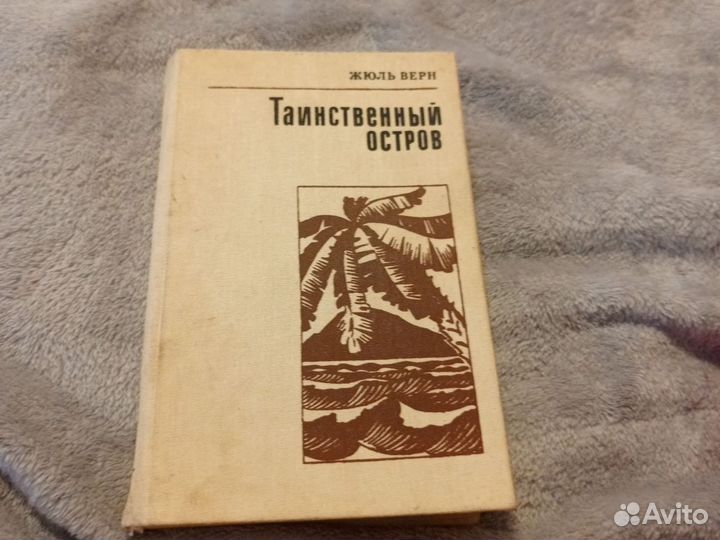 ЖЮЛЬ ВЕРН
Таинственный
остров
Avito